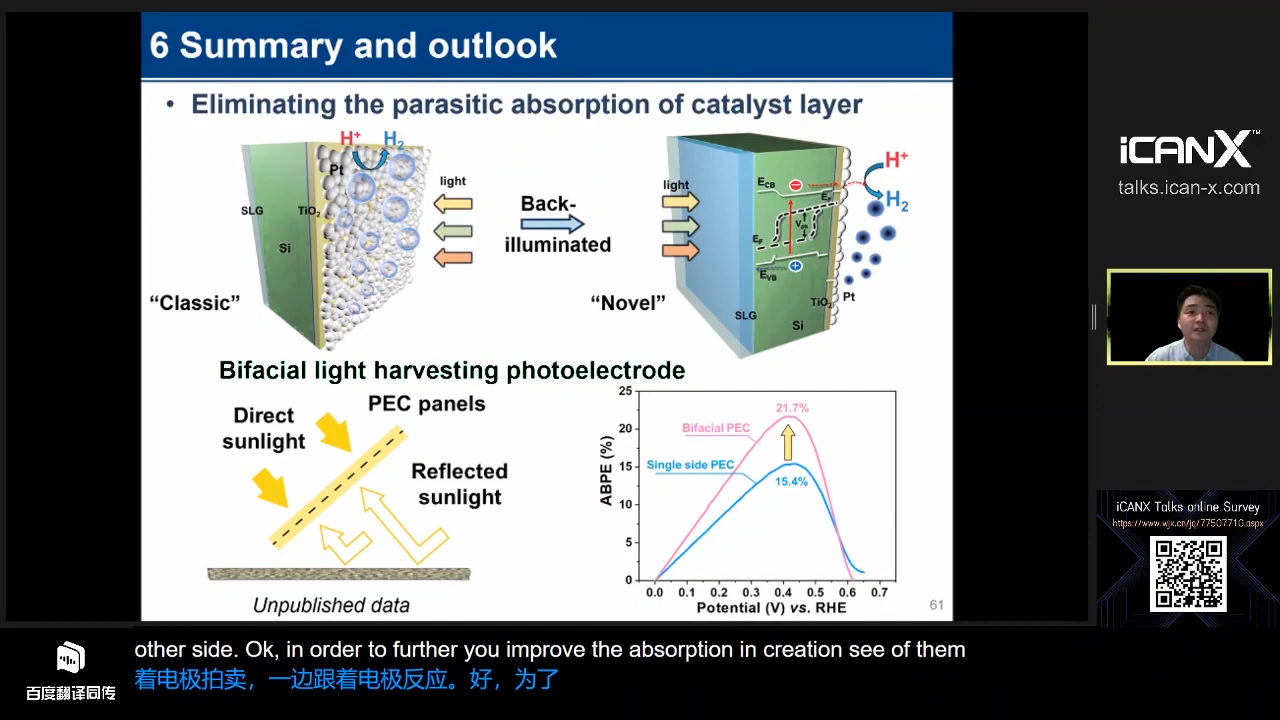 6 Summary and outlook
• Eliminating the parasitic absorption of catalyst layer
H⁺ H₂
Pt
light
SLG
TiO₂
Si
"Classic"
Back-
illuminated
light
E_CB
E_F
V_ph
E_F
E_VB
H⁺
H₂
TiO₂
Pt
SLG
Si
"Novel"
Bifacial light harvesting photoelectrode
Direct
sunlight
PEC panels
Reflected
sunlight
Unpublished data
ABPE (%)
25
20
15
10
5
0
21.7%
Bifacial PEC
Single side PEC
15.4%
0.0 0.1 0.2 0.3 0.4 0.5 0.6 0.7
Potential (V) vs. RHE
61
iCANX™
talks.ican-x.com
iCANX Talks online Survey
https://www.wjx.cn/jq/77507710.aspx
百度翻译同传
other side. Ok, in order to further you improve the absorption in creation see of them
着电极拍卖，一边跟着电极反应。好，为了